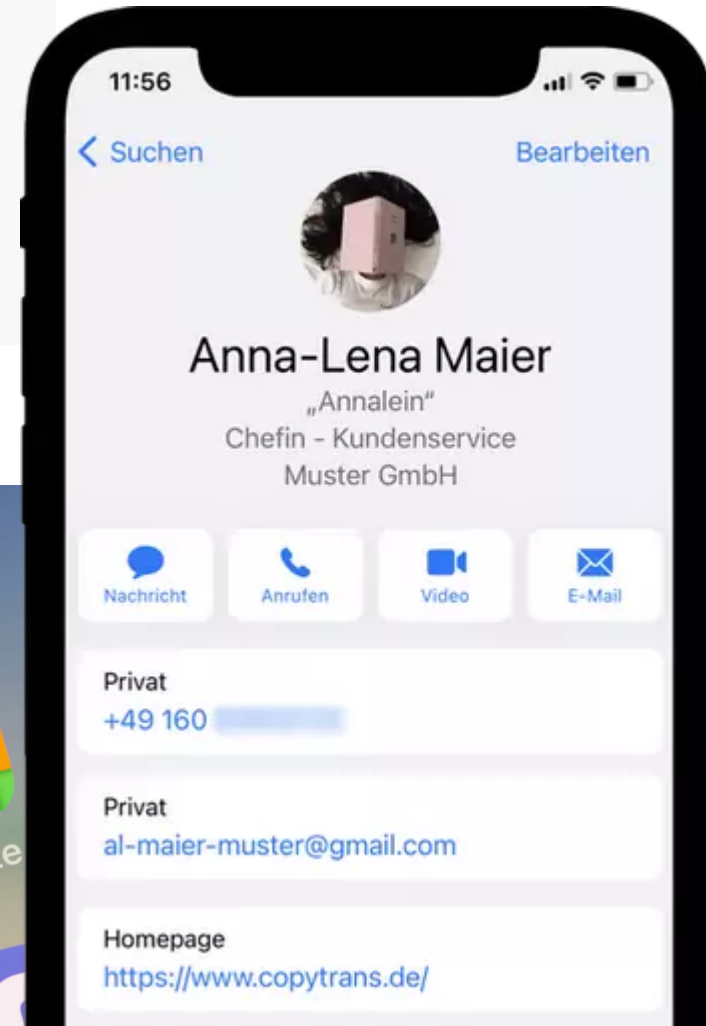 11:56
Suchen
Bearbeiten
Anna-Lena Maier
„Annalein“
Chefin - Kundenservice
Muster GmbH
Nachricht
Anrufen
Video
E-Mail
Privat
+49 160
Privat
al-maier-muster@gmail.com
Homepage
https://www.copytrans.de/